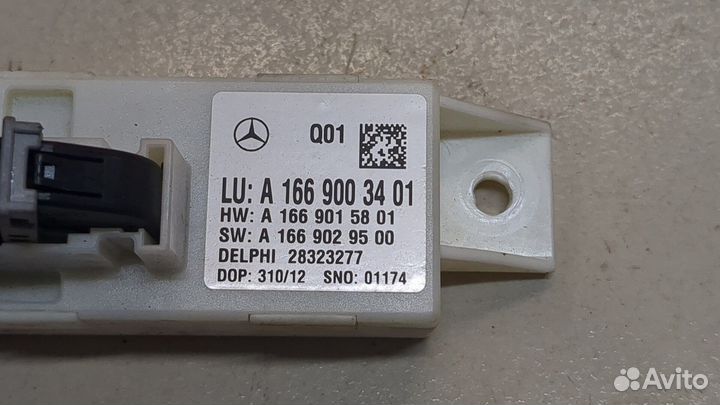 Q01
LU: A 166 900 34 01
HW: A 166 901 58 01
SW: A 166 902 95 00
DELPHI 28323277
DOP: 310/12 SNO: 01174
Avito